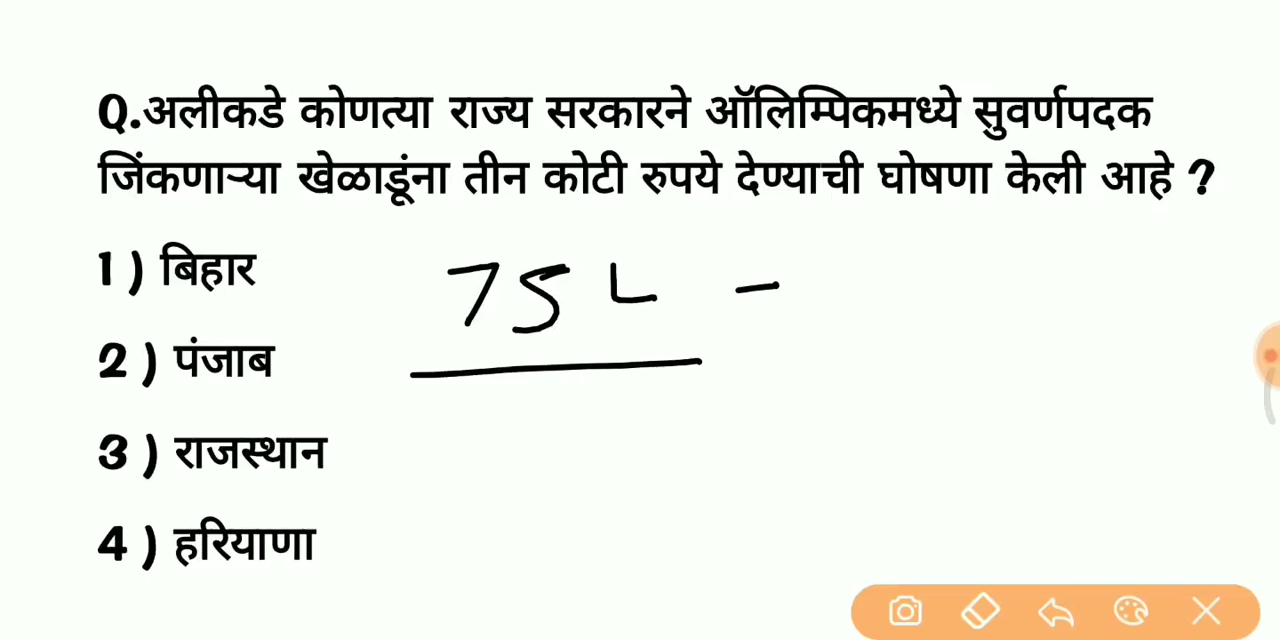 Q.अलीकडे कोणत्या राज्य सरकारने ऑलिम्पिकमध्ये सुवर्णपदक
जिंकणाऱ्या खेळाडूंना तीन कोटी रुपये देण्याची घोषणा केली आहे ?
1 ) बिहार
75 L -
2 ) पंजाब
3 ) राजस्थान
4 ) हरियाणा